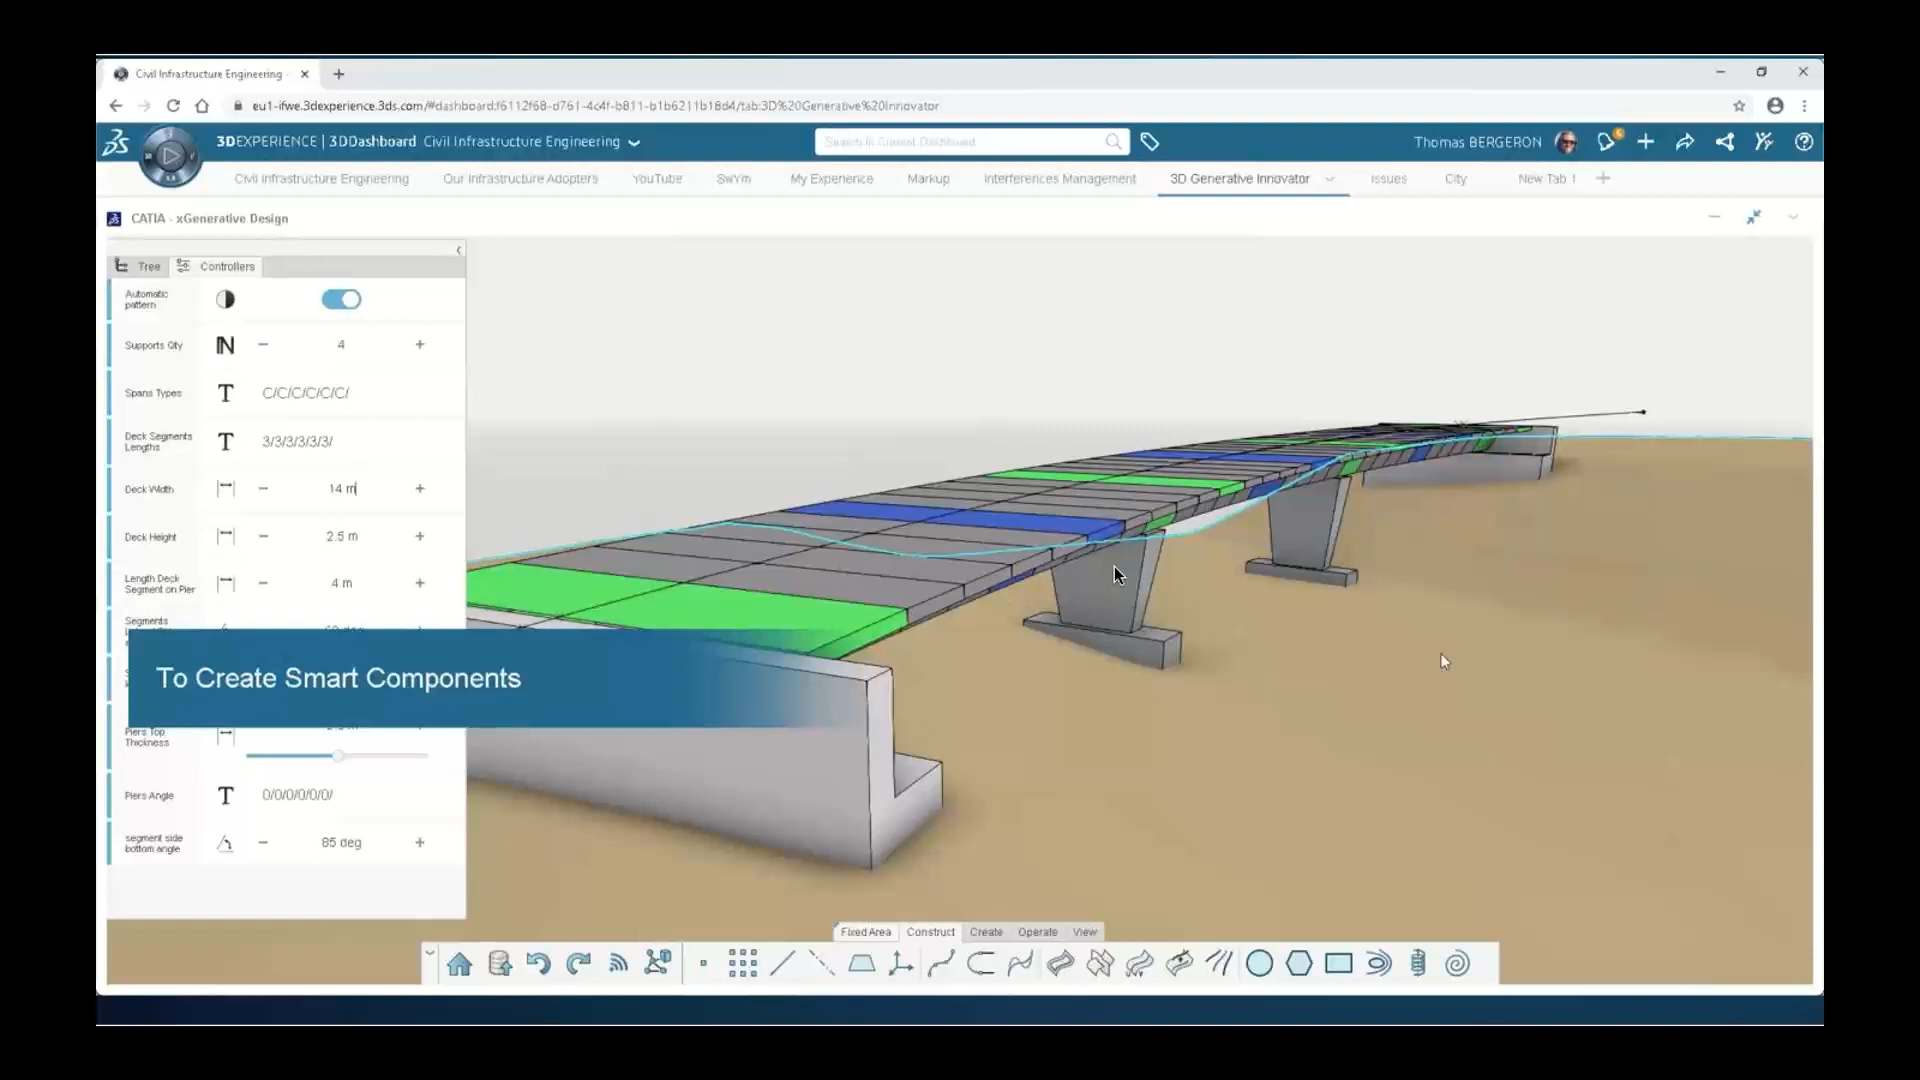 Civil Infrastructure Engineering
eu1-ifwe.3dexperience.3ds.com/#dashboard:f6112f68-d761-4c4f-b811-b1b6211b18d4/tab:3D%20Generative%20Innovator
3DEXPERIENCE | 3DDashboard Civil Infrastructure Engineering
Search In Current Dashboard
Thomas BERGERON
6
Civil Infrastructure Engineering
Our Infrastructure Adopters
YouTube
SwYm
My Experience
Markup
Interferences Management
3D Generative Innovator
Issues
City
New Tab 1
CATIA - xGenerative Design
Tree
Controllers
Automatic
pattern
Supports Qty
N
4
Spans Types
T
C/C/C/C/C/C/
Deck Segments
Lengths
T
3/3/3/3/3/3/
Deck Width
14 m
Deck Height
2.5 m
Length Deck
Segment on Pier
4 m
Segments
To Create Smart Components
Piers Top
Thickness
Piers Angle
T
0/0/0/0/0/0/
segment side
bottom angle
85 deg
Fixed Area
Construct
Create
Operate
View